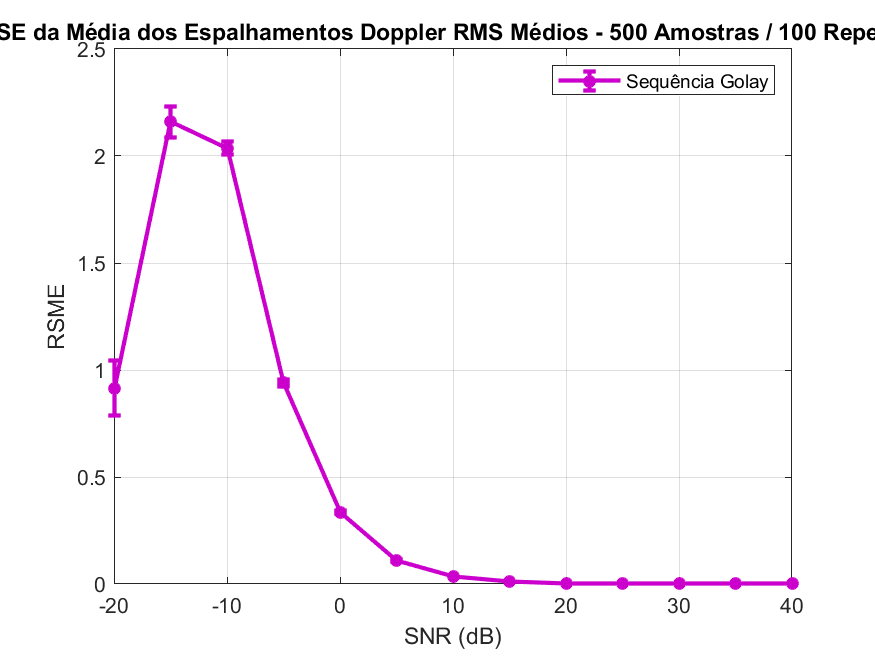 SE da Média dos Espalhamentos Doppler RMS Médios - 500 Amostras / 100 Repe
2.5
Sequência Golay
2
1.5
RSME
1
0.5
0
-20 -10 0 10 20 30 40
SNR (dB)